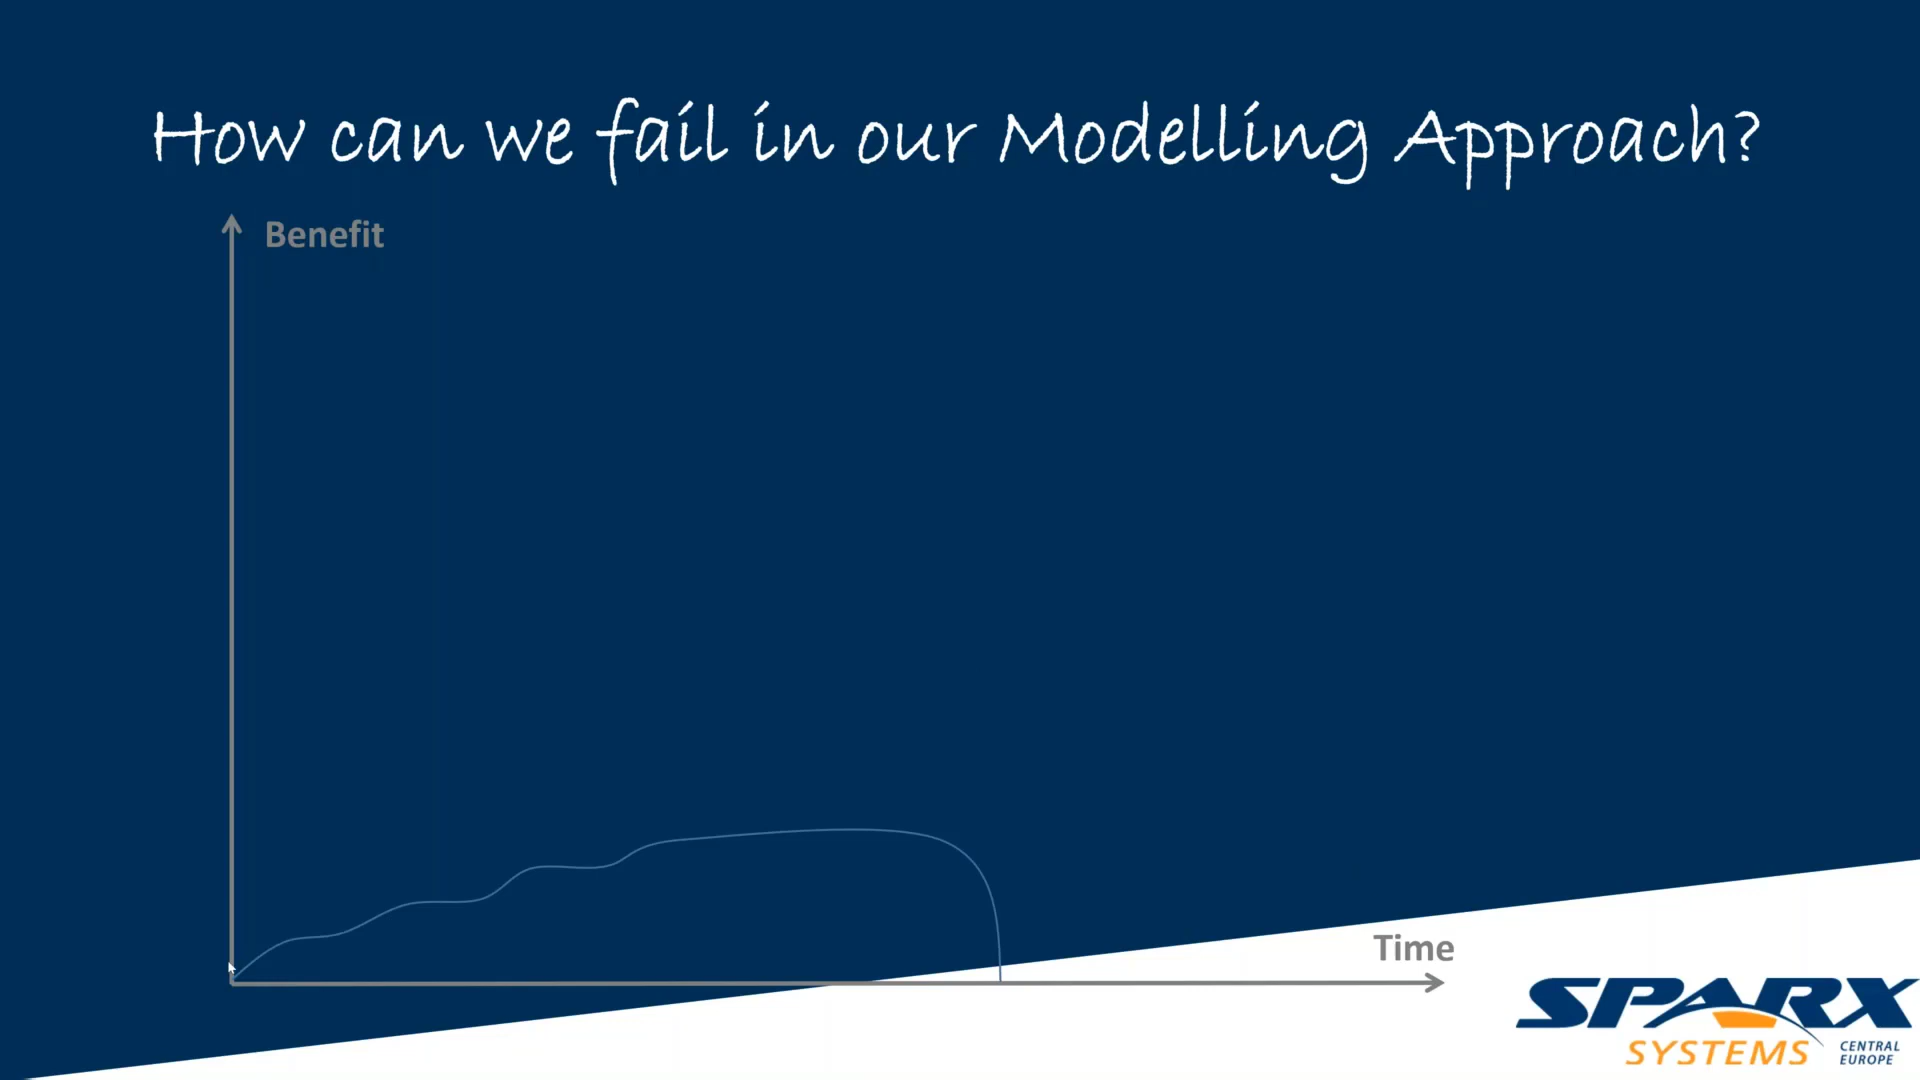 How can we fail in our Modelling Approach?
Benefit
Time
SPARX
SYSTEMS
CENTRAL
EUROPE